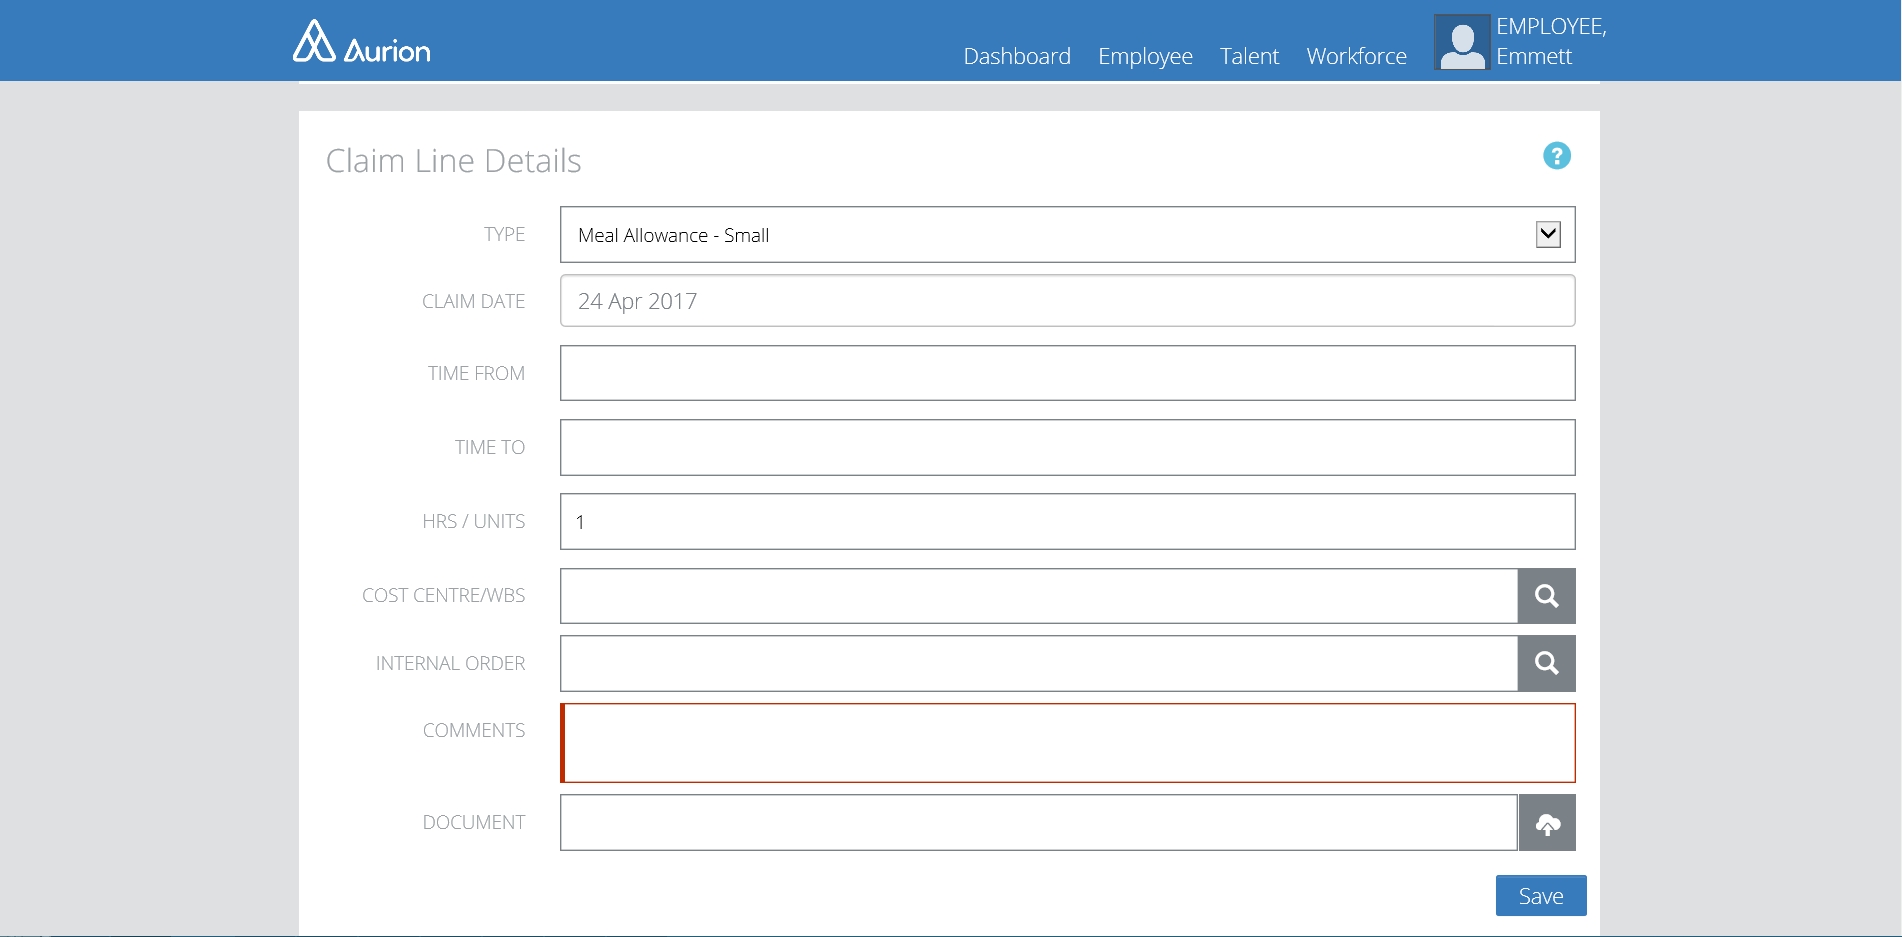 Aurion
Dashboard
Employee
Talent
Workforce
EMPLOYEE,
Emmett
Claim Line Details
?
TYPE
Meal Allowance - Small
CLAIM DATE
24 Apr 2017
TIME FROM
TIME TO
HRS / UNITS
1
COST CENTRE/WBS
INTERNAL ORDER
COMMENTS
DOCUMENT
Save